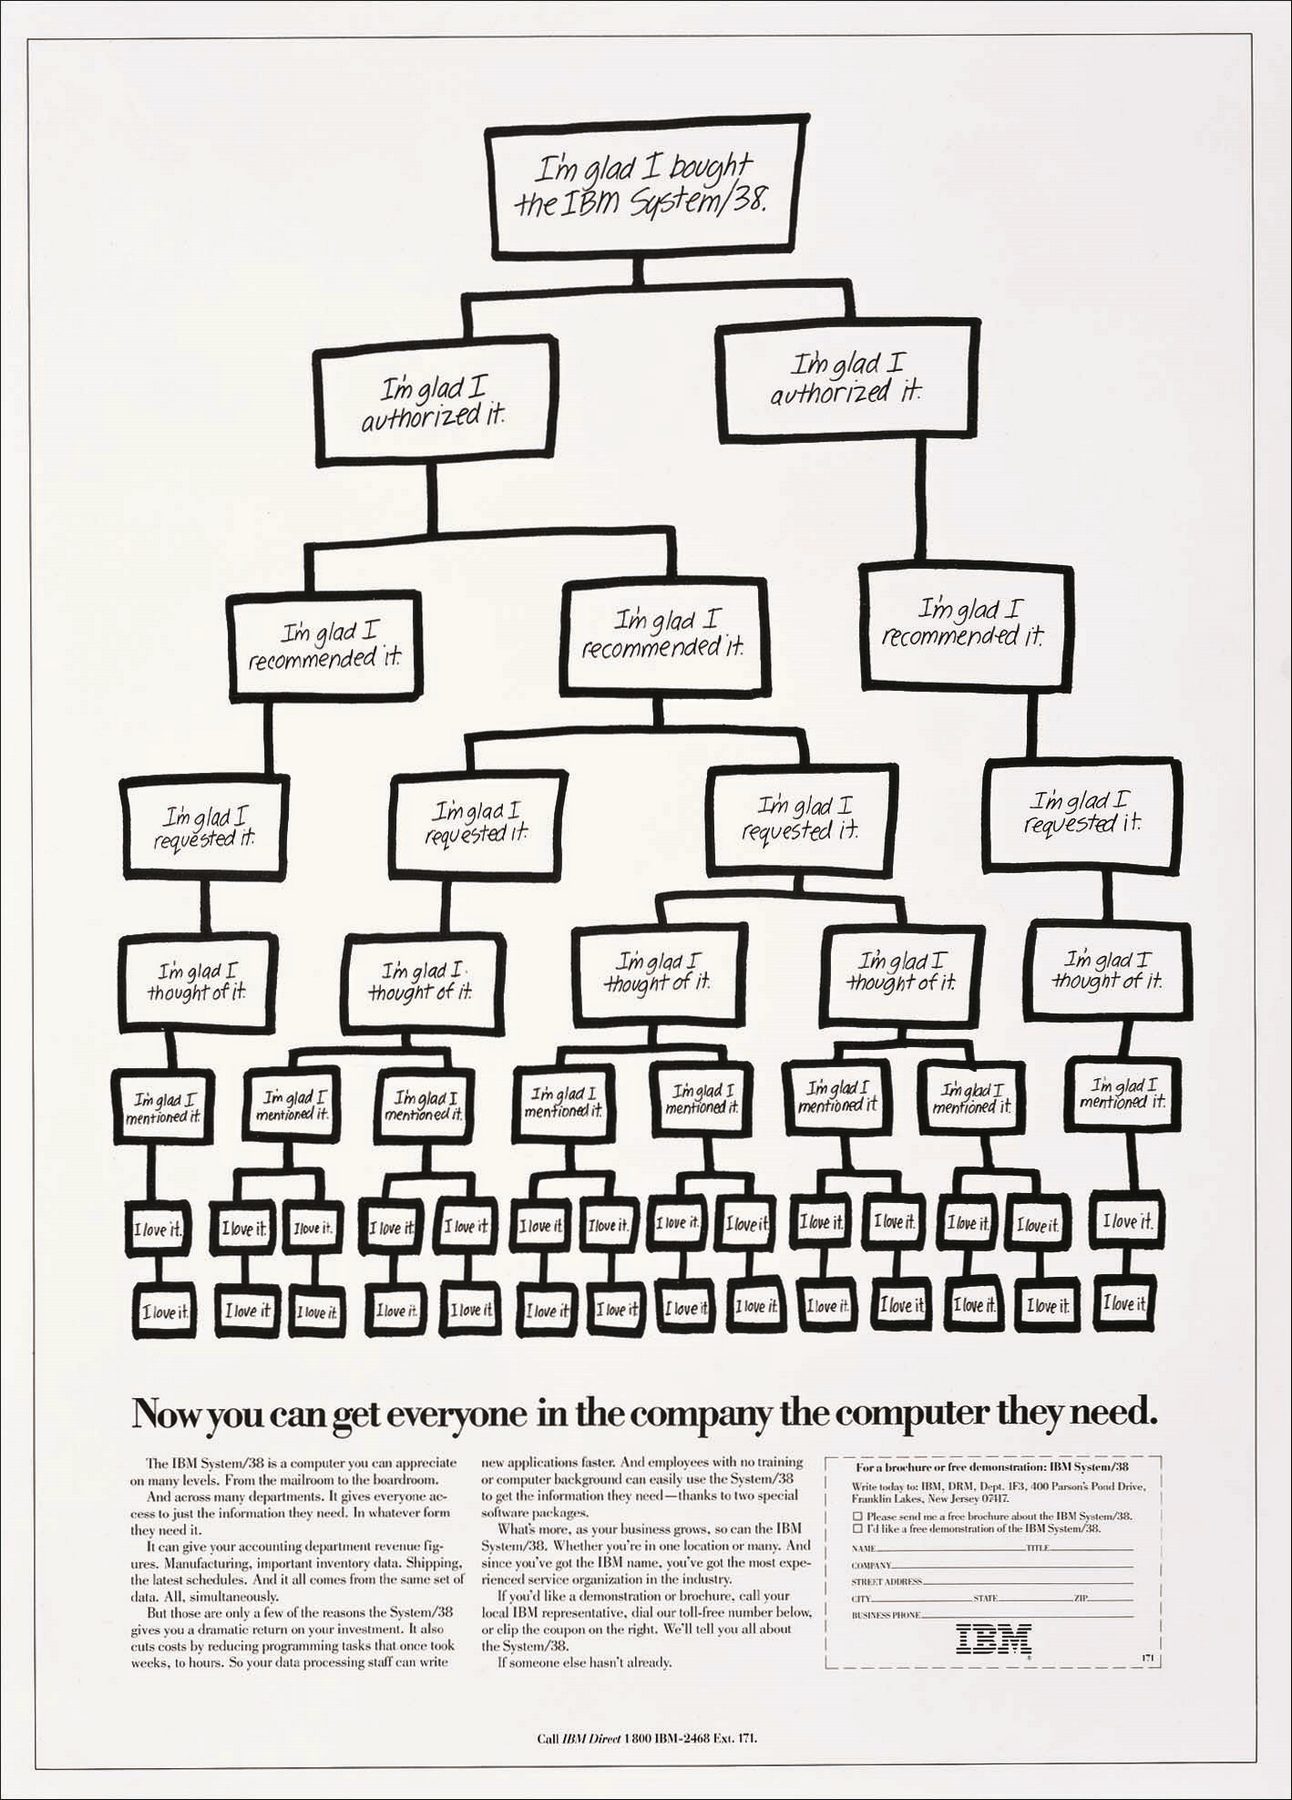 I'm glad I bought
the IBM System/38.
I'm glad I
authorized it.
I'm glad I
authorized it.
I'm glad I
recommended it.
I'm glad I
recommended it.
I'm glad I
recommended it.
I'm glad I
requested it.
I'm glad I
requested it.
I'm glad I
requested it.
I'm glad I
requested it.
I'm glad I
thought of it.
I'm glad I
thought of it.
I'm glad I
thought of it.
I'm glad I
thought of it.
I'm glad I
thought of it.
I'm glad I
mentioned it.
I'm glad I
mentioned it.
I'm glad I
mentioned it.
I'm glad I
mentioned it.
I'm glad I
mentioned it.
I'm glad I
mentioned it.
I'm glad I
mentioned it.
I'm glad I
mentioned it.
I love it. I love it. I love it. I love it. I love it. I love it. I love it. I love it. I love it. I love it. I love it. I love it. I love it. I love it.
I love it. I love it. I love it. I love it. I love it. I love it. I love it. I love it. I love it. I love it. I love it. I love it. I love it. I love it.
Now you can get everyone in the company the computer they need.
The IBM System/38 is a computer you can appreciate
on many levels. From the mailroom to the boardroom.
And across many departments. It gives everyone ac-
cess to just the information they need. In whatever form
they need it.
It can give your accounting department revenue fig-
ures. Manufacturing, important inventory data. Shipping,
the latest schedules. And it all comes from the same set of
data. All, simultaneously.
But those are only a few of the reasons the System/38
gives you a dramatic return on your investment. It also
cuts costs by reducing programming tasks that once took
weeks, to hours. So your data processing staff can write
new applications faster. And employees with no training
or computer background can easily use the System/38
to get the information they need—thanks to two special
software packages.
What's more, as your business grows, so can the IBM
System/38. Whether you're in one location or many. And
since you've got the IBM name, you've got the most expe-
rienced service organization in the industry.
If you'd like a demonstration or brochure, call your
local IBM representative, dial our toll-free number below,
or clip the coupon on the right. We'll tell you all about
the System/38.
If someone else hasn't already.
For a brochure or free demonstration: IBM System/38
Write today to: IBM, DRM, Dept. 1F3, 400 Parson's Pond Drive,
Franklin Lakes, New Jersey 07417.
Please send me a free brochure about the IBM System/38.
I'd like a free demonstration of the IBM System/38.
NAME TITLE
COMPANY
STREET ADDRESS
CITY STATE ZIP
BUSINESS PHONE
IBM®
171
Call IBM Direct 1 800 IBM-2468 Ext. 171.